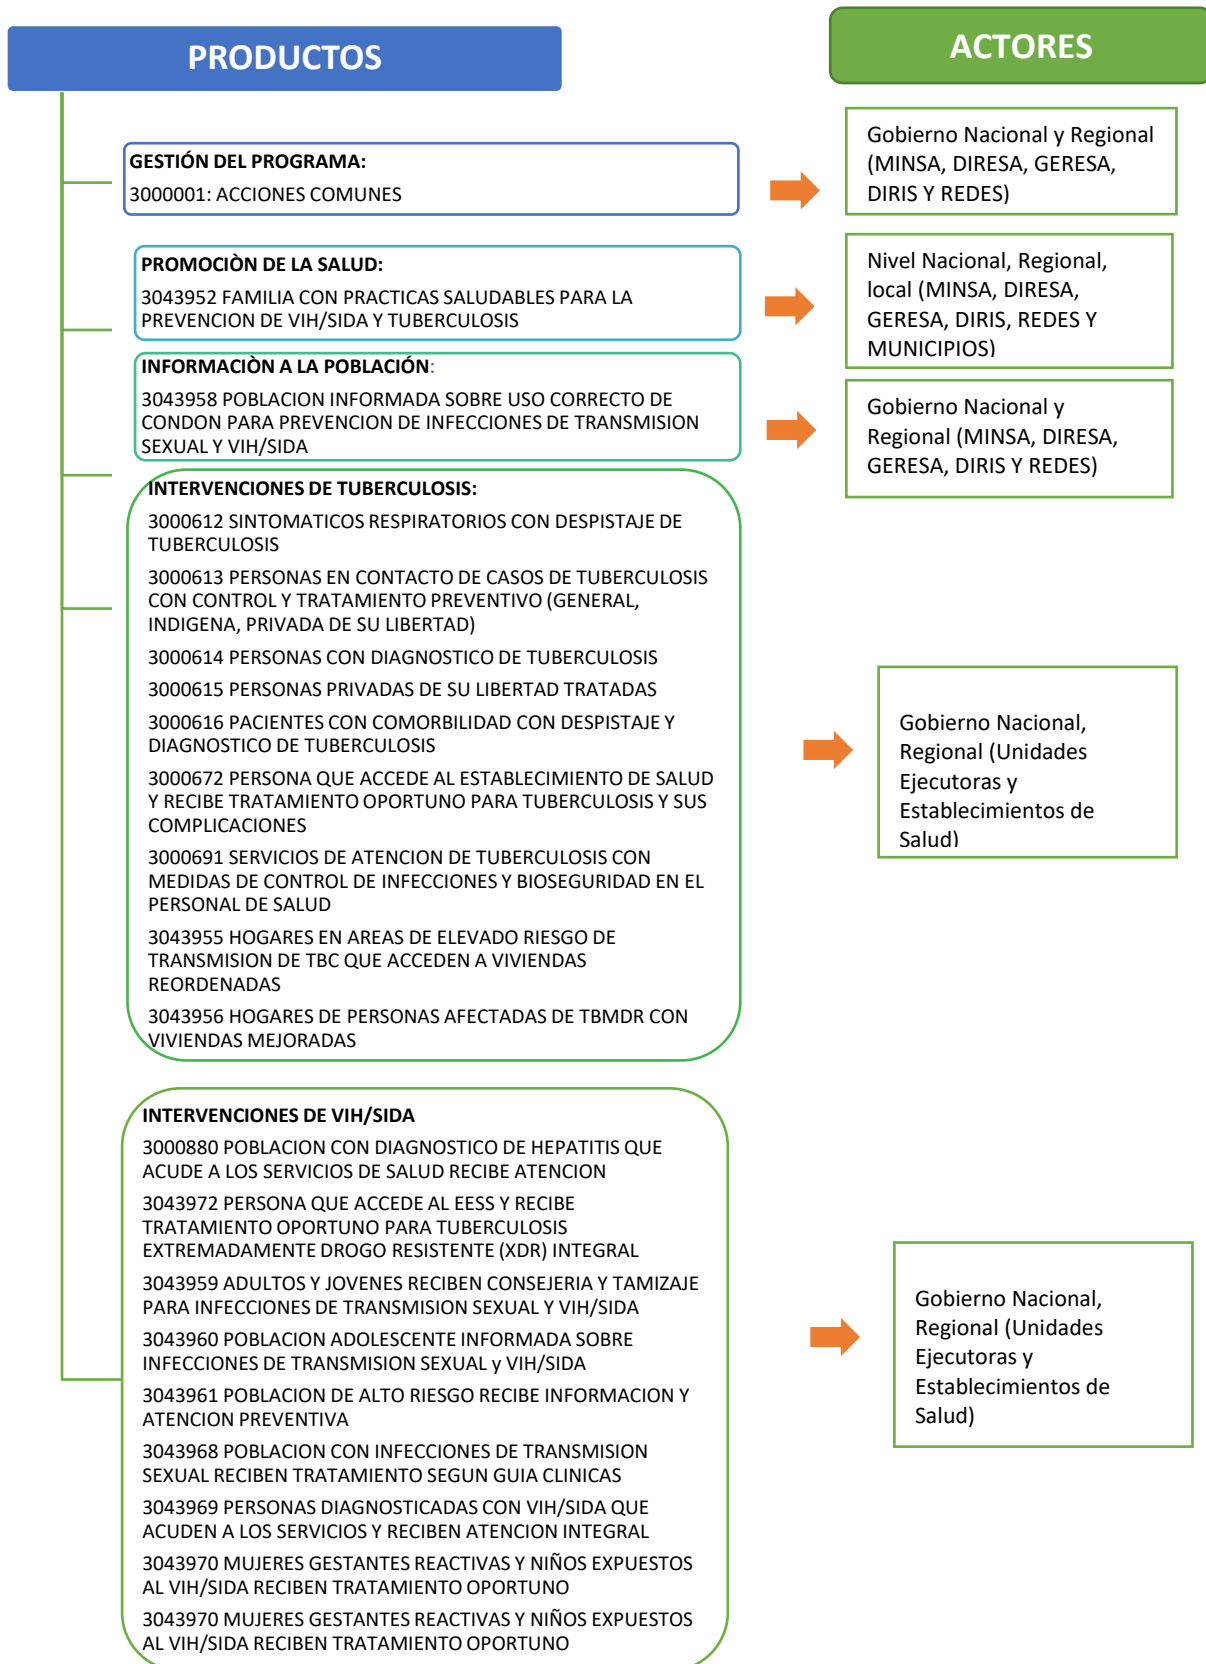 PRODUCTOS
ACTORES
GESTIÓN DEL PROGRAMA:
3000001: ACCIONES COMUNES
Gobierno Nacional y Regional
(MINSA, DIRESA, GERESA,
DIRIS Y REDES)
PROMOCIÒN DE LA SALUD:
3043952 FAMILIA CON PRACTICAS SALUDABLES PARA LA
PREVENCION DE VIH/SIDA Y TUBERCULOSIS
Nivel Nacional, Regional,
local (MINSA, DIRESA,
GERESA, DIRIS, REDES Y
MUNICIPIOS)
INFORMACIÒN A LA POBLACIÓN:
3043958 POBLACION INFORMADA SOBRE USO CORRECTO DE
CONDON PARA PREVENCION DE INFECCIONES DE TRANSMISION
SEXUAL Y VIH/SIDA
Gobierno Nacional y
Regional (MINSA, DIRESA,
GERESA, DIRIS Y REDES)
INTERVENCIONES DE TUBERCULOSIS:
3000612 SINTOMATICOS RESPIRATORIOS CON DESPISTAJE DE
TUBERCULOSIS
3000613 PERSONAS EN CONTACTO DE CASOS DE TUBERCULOSIS
CON CONTROL Y TRATAMIENTO PREVENTIVO (GENERAL,
INDIGENA, PRIVADA DE SU LIBERTAD)
3000614 PERSONAS CON DIAGNOSTICO DE TUBERCULOSIS
3000615 PERSONAS PRIVADAS DE SU LIBERTAD TRATADAS
3000616 PACIENTES CON COMORBILIDAD CON DESPISTAJE Y
DIAGNOSTICO DE TUBERCULOSIS
3000672 PERSONA QUE ACCEDE AL ESTABLECIMIENTO DE SALUD
Y RECIBE TRATAMIENTO OPORTUNO PARA TUBERCULOSIS Y SUS
COMPLICACIONES
3000691 SERVICIOS DE ATENCION DE TUBERCULOSIS CON
MEDIDAS DE CONTROL DE INFECCIONES Y BIOSEGURIDAD EN EL
PERSONAL DE SALUD
3043955 HOGARES EN AREAS DE ELEVADO RIESGO DE
TRANSMISION DE TBC QUE ACCEDEN A VIVIENDAS
REORDENADAS
3043956 HOGARES DE PERSONAS AFECTADAS DE TBMDR CON
VIVIENDAS MEJORADAS
Gobierno Nacional,
Regional (Unidades
Ejecutoras y
Establecimientos de
Salud)
INTERVENCIONES DE VIH/SIDA
3000880 POBLACION CON DIAGNOSTICO DE HEPATITIS QUE
ACUDE A LOS SERVICIOS DE SALUD RECIBE ATENCION
3043972 PERSONA QUE ACCEDE AL EESS Y RECIBE
TRATAMIENTO OPORTUNO PARA TUBERCULOSIS
EXTREMADAMENTE DROGO RESISTENTE (XDR) INTEGRAL
3043959 ADULTOS Y JOVENES RECIBEN CONSEJERIA Y TAMIZAJE
PARA INFECCIONES DE TRANSMISION SEXUAL Y VIH/SIDA
3043960 POBLACION ADOLESCENTE INFORMADA SOBRE
INFECCIONES DE TRANSMISION SEXUAL y VIH/SIDA
3043961 POBLACION DE ALTO RIESGO RECIBE INFORMACION Y
ATENCION PREVENTIVA
3043968 POBLACION CON INFECCIONES DE TRANSMISION
SEXUAL RECIBEN TRATAMIENTO SEGUN GUIA CLINICAS
3043969 PERSONAS DIAGNOSTICADAS CON VIH/SIDA QUE
ACUDEN A LOS SERVICIOS Y RECIBEN ATENCION INTEGRAL
3043970 MUJERES GESTANTES REACTIVAS Y NIÑOS EXPUESTOS
AL VIH/SIDA RECIBEN TRATAMIENTO OPORTUNO
3043970 MUJERES GESTANTES REACTIVAS Y NIÑOS EXPUESTOS
AL VIH/SIDA RECIBEN TRATAMIENTO OPORTUNO
Gobierno Nacional,
Regional (Unidades
Ejecutoras y
Establecimientos de
Salud)